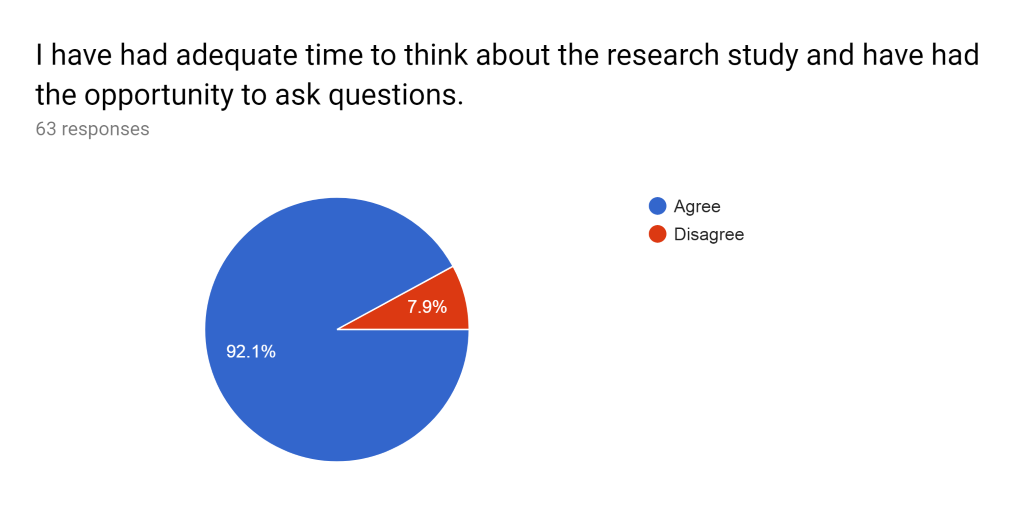 I have had adequate time to think about the research study and have had
the opportunity to ask questions.
63 responses
Agree
Disagree
7.9%
92.1%